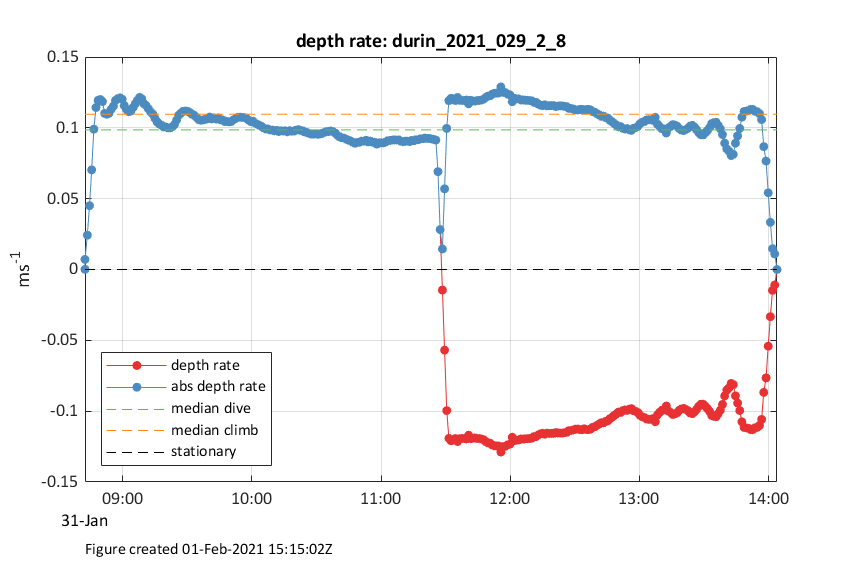 depth rate: durin_2021_029_2_8
ms-1
0.15
0.1
0.05
0
-0.05
-0.1
-0.15
depth rate
abs depth rate
median dive
median climb
stationary
09:00 10:00 11:00 12:00 13:00 14:00
31-Jan
Figure created 01-Feb-2021 15:15:02Z